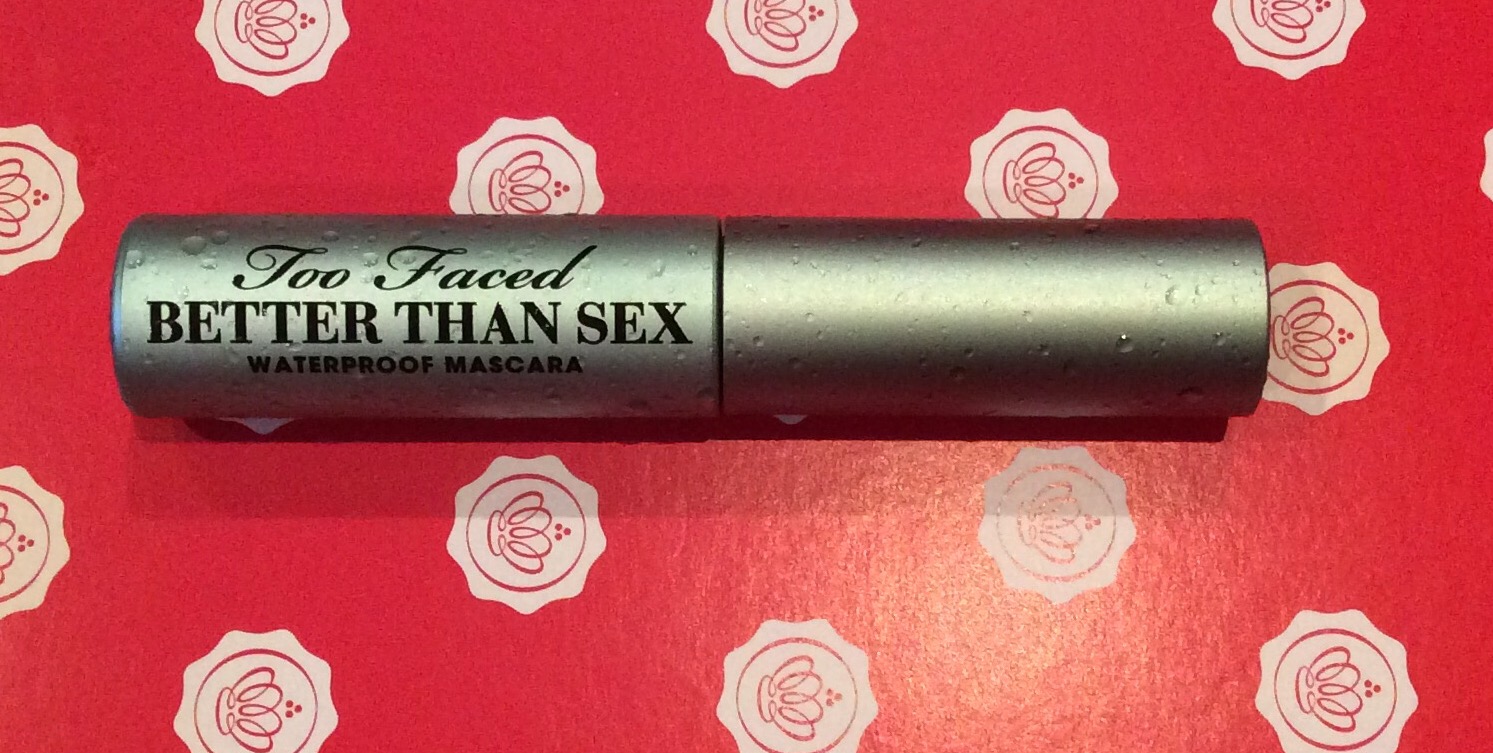 Too Faced
BETTER THAN SEX
WATERPROOF MASCARA